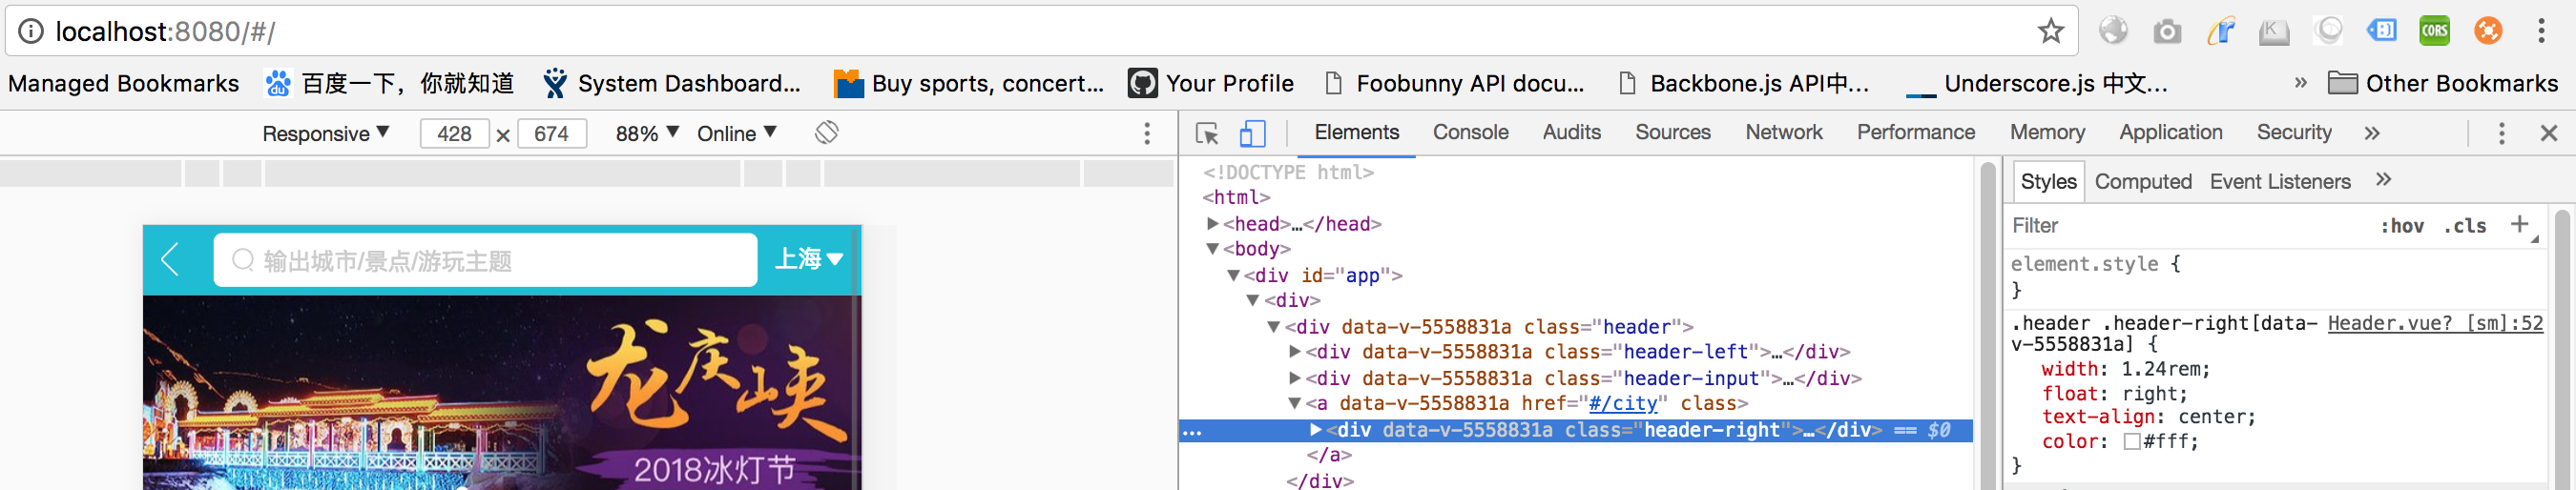 localhost:8080/#/
CORS
Managed Bookmarks
百度一下，你就知道
System Dashboard...
Buy sports, concert...
Your Profile
Foobunny API docu...
Backbone.js API中...
Underscore.js 中文...
» Other Bookmarks
Responsive ▼ 428 × 674 88% ▼ Online ▼
Elements Console Audits Sources Network Performance Memory Application Security »
输出城市/景点/游玩主题
上海
龙庆峡
2018冰灯节
<!DOCTYPE html>
<html>
▶<head>…</head>
▼<body>
▼<div id="app">
▼<div>
▼<div data-v-5558831a class="header">
▶<div data-v-5558831a class="header-left">…</div>
▶<div data-v-5558831a class="header-input">…</div>
▼<a data-v-5558831a href="#/city" class>
… ▶<div data-v-5558831a class="header-right">…</div> == $0
</a>
</div>
Styles Computed Event Listeners »
Filter :hov .cls +
element.style {
}
.header .header-right[data- Header.vue? [sm]:52
v-5558831a] {
width: 1.24rem;
float: right;
text-align: center;
color: #fff;
}